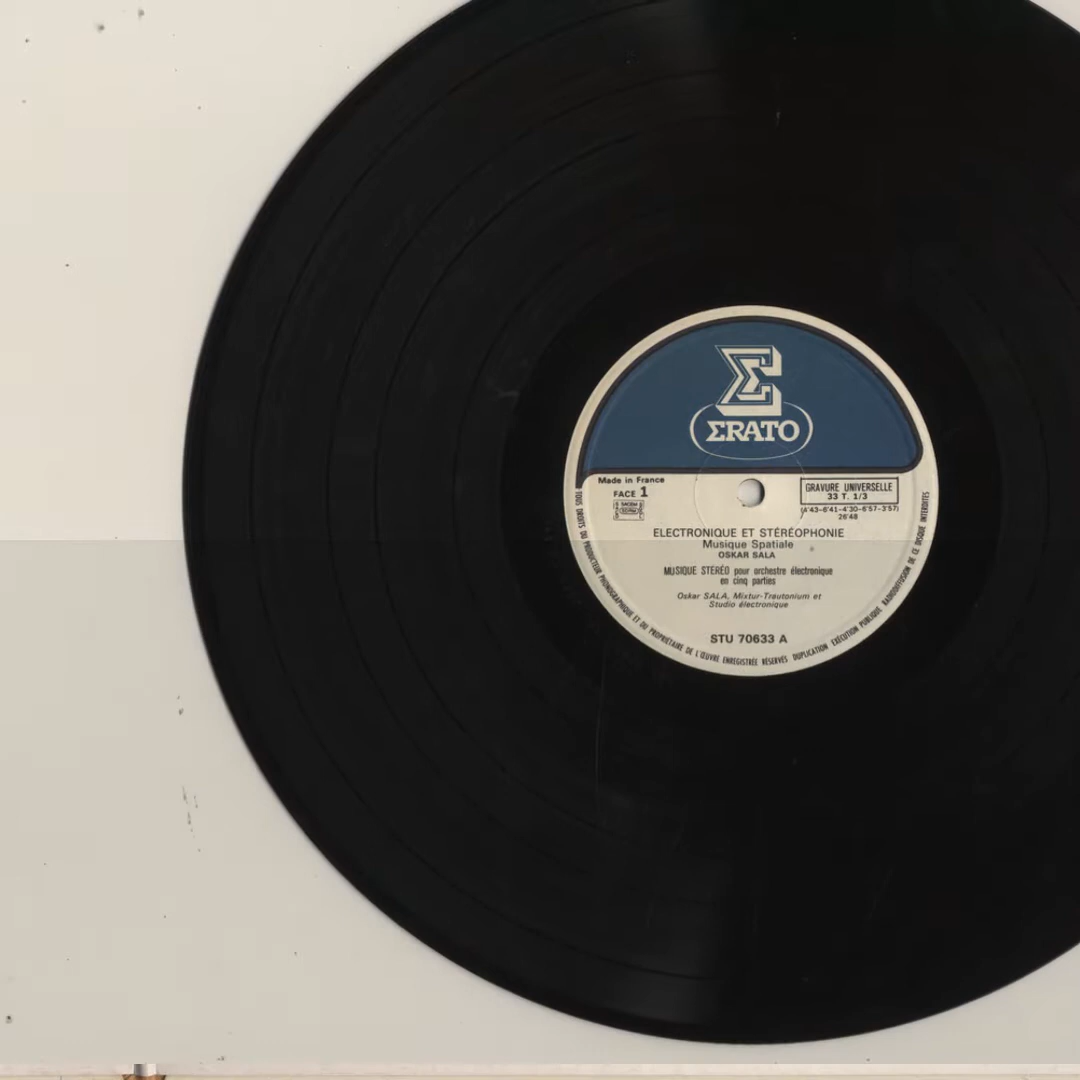 Σ
ΣRATO
Made in France
FACE 1
SACEM
GRAVURE UNIVERSELLE
33 T. 1/3
(4'43–6'41–4'30–6'57–3'57)
26'48
ELECTRONIQUE ET STÉRÉOPHONIE
Musique Spatiale
OSKAR SALA
MUSIQUE STEREO pour orchestre électronique
en cinq parties
Oskar SALA, Mixtur-Trautonium et
Studio électronique
STU 70633 A
TOUS DROITS DU PRODUCTEUR PHONOGRAPHIQUE ET DU PROPRIÉTAIRE DE L'ŒUVRE ENREGISTRÉE RÉSERVÉS DUPLICATION EXÉCUTION PUBLIQUE RADIODIFFUSION DE CE DISQUE INTERDITES